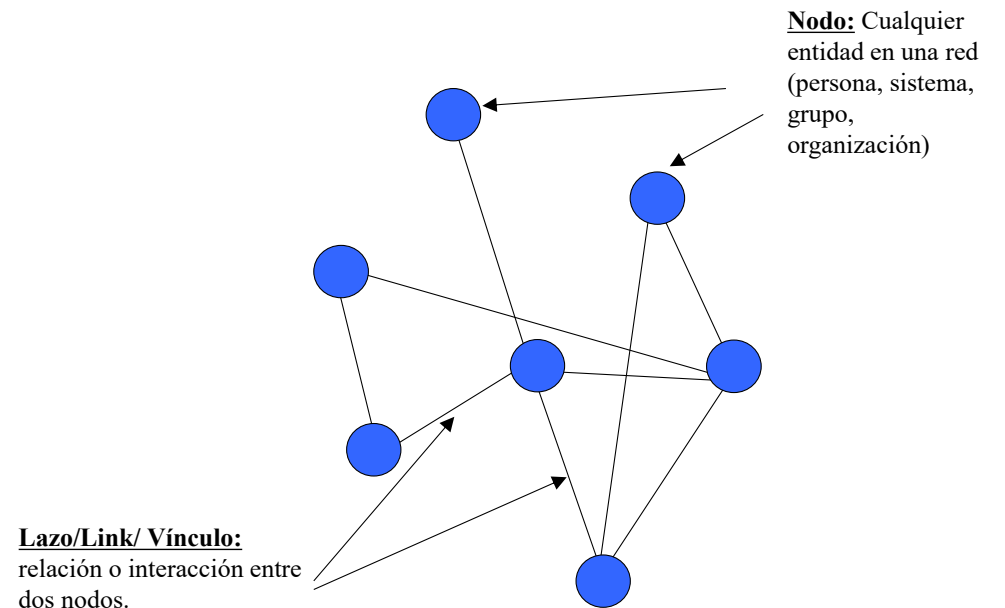 Nodo: Cualquier
entidad en una red
(persona, sistema,
grupo,
organización)
Lazo/Link/ Vínculo:
relación o interacción entre
dos nodos.